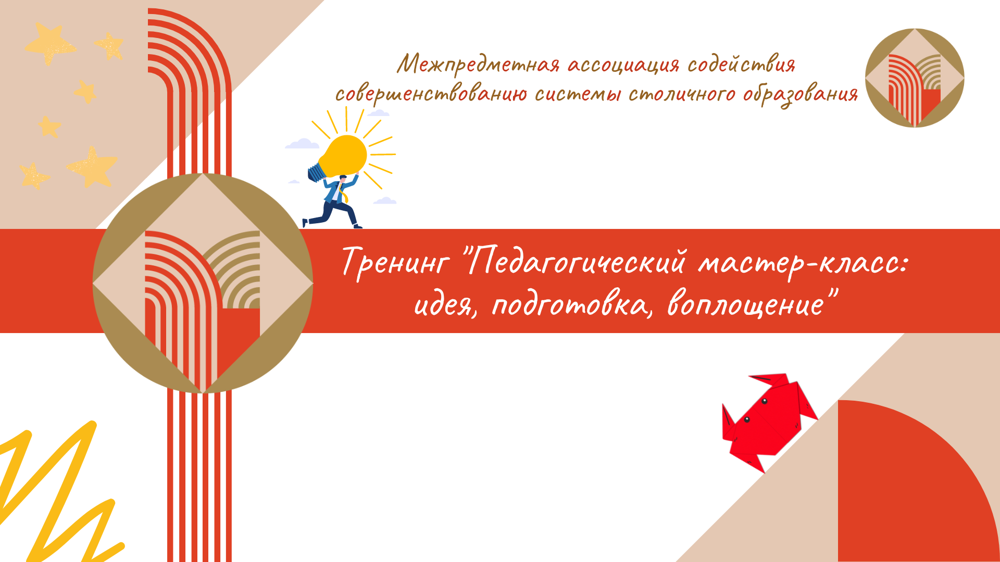 Межпредметная ассоциация содействия
совершенствованию системы столичного образования
Тренинг "Педагогический мастер-класс:
идея, подготовка, воплощение"